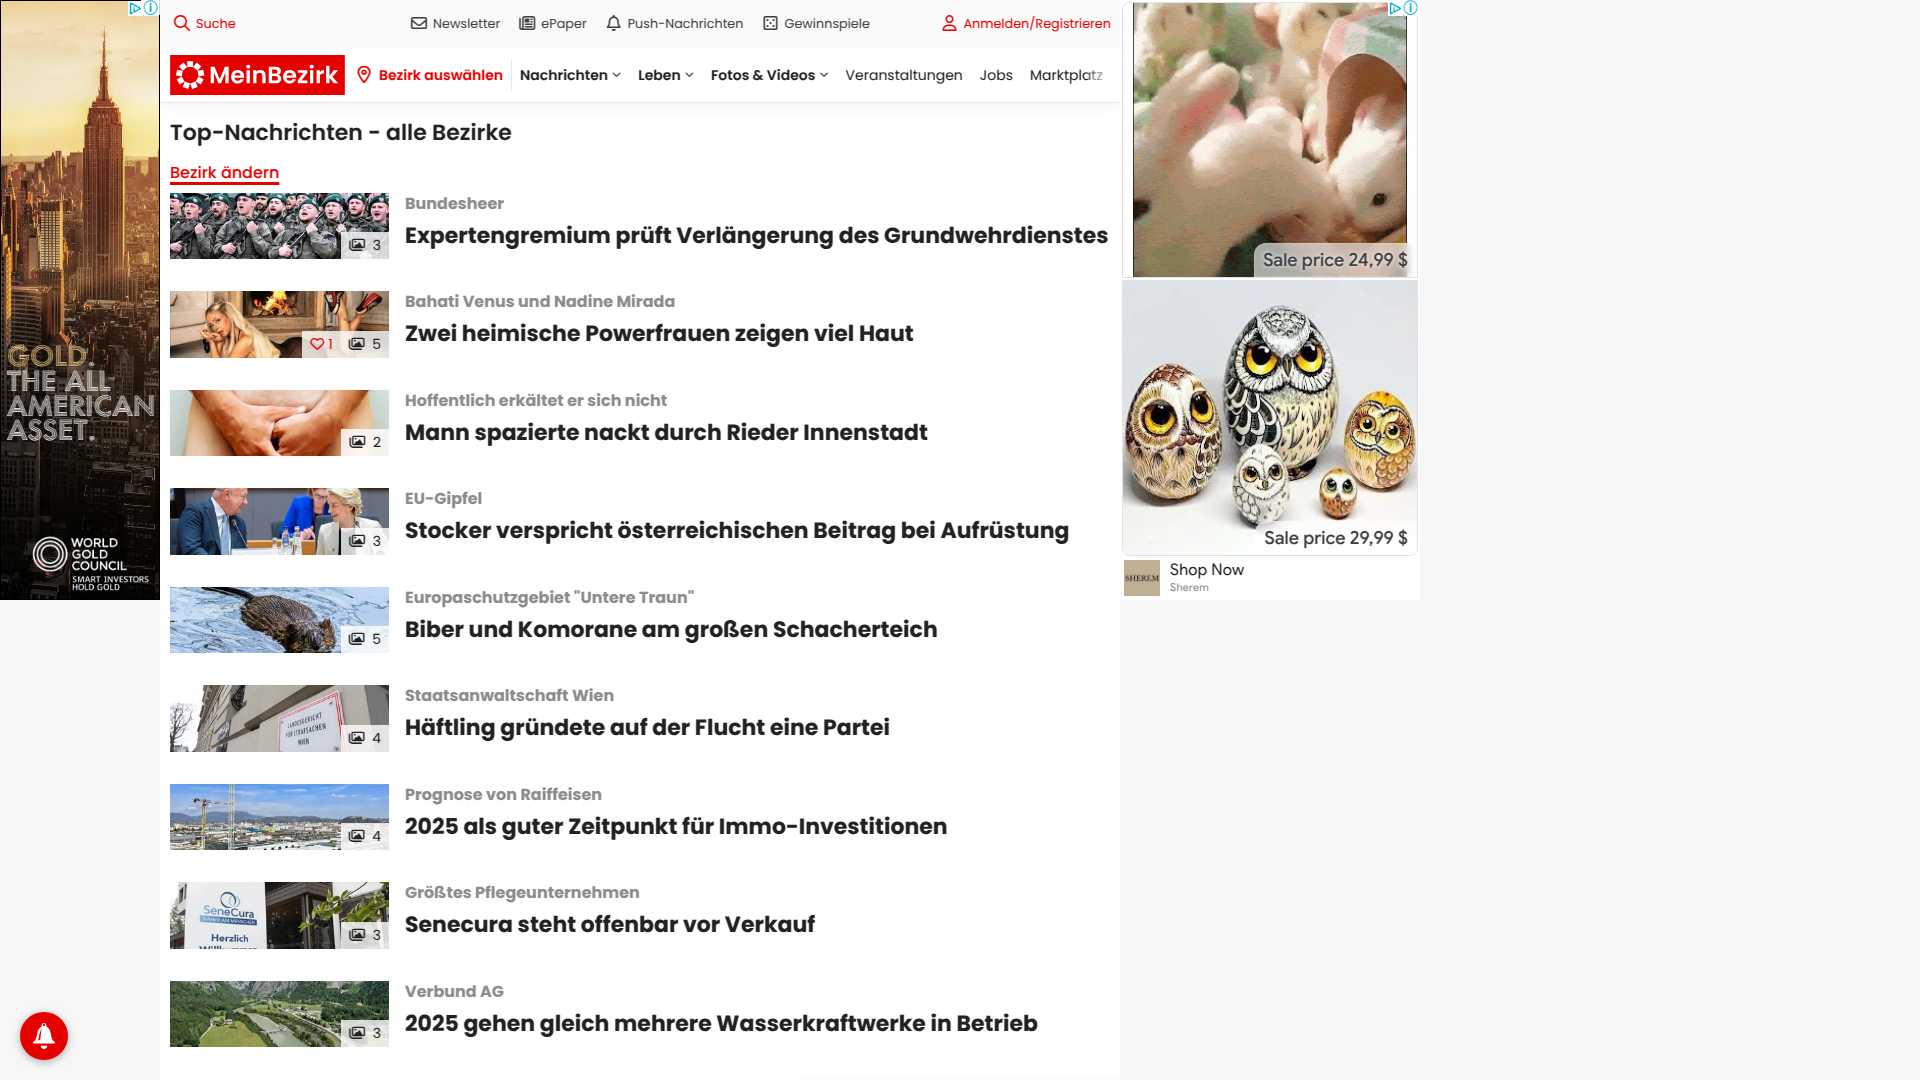 Suche
Newsletter
ePaper
Push-Nachrichten
Gewinnspiele
Anmelden/Registrieren
MeinBezirk
Bezirk auswählen
Nachrichten
Leben
Fotos & Videos
Veranstaltungen
Jobs
Marktplatz
Top-Nachrichten - alle Bezirke
Bezirk ändern
3
Bundesheer
Expertengremium prüft Verlängerung des Grundwehrdienstes
1
5
Bahati Venus und Nadine Mirada
Zwei heimische Powerfrauen zeigen viel Haut
2
Hoffentlich erkältet er sich nicht
Mann spazierte nackt durch Rieder Innenstadt
3
EU-Gipfel
Stocker verspricht österreichischen Beitrag bei Aufrüstung
5
Europaschutzgebiet "Untere Traun"
Biber und Komorane am großen Schacherteich
LANDESGERICHT
FÜR STRAFSACHEN
WIEN
4
Staatsanwaltschaft Wien
Häftling gründete auf der Flucht eine Partei
4
Prognose von Raiffeisen
2025 als guter Zeitpunkt für Immo-Investitionen
SeneCura
Herzlich
3
Größtes Pflegeunternehmen
Senecura steht offenbar vor Verkauf
3
Verbund AG
2025 gehen gleich mehrere Wasserkraftwerke in Betrieb
GOLD.
THE ALL
AMERICAN
ASSET.
WORLD
GOLD
COUNCIL
SMART INVESTORS
HOLD GOLD
Sale price 24,99 $
Sale price 29,99 $
SHEREM
Shop Now
Sherem